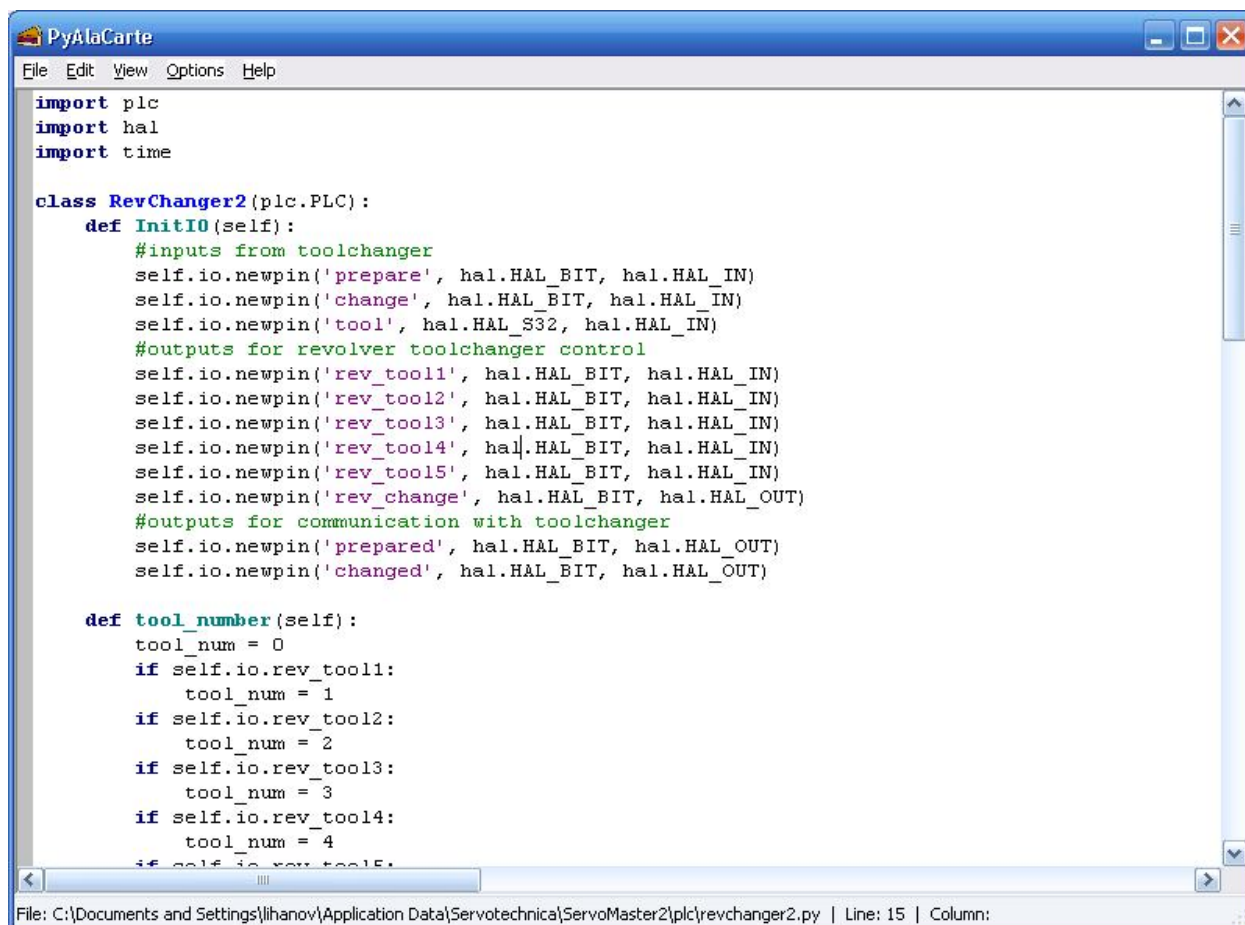 PyAlaCarte
File Edit View Options Help
import plc
import hal
import time

class RevChanger2(plc.PLC):
    def InitIO(self):
        #inputs from toolchanger
        self.io.newpin('prepare', hal.HAL_BIT, hal.HAL_IN)
        self.io.newpin('change', hal.HAL_BIT, hal.HAL_IN)
        self.io.newpin('tool', hal.HAL_S32, hal.HAL_IN)
        #outputs for revolver toolchanger control
        self.io.newpin('rev_tool1', hal.HAL_BIT, hal.HAL_IN)
        self.io.newpin('rev_tool2', hal.HAL_BIT, hal.HAL_IN)
        self.io.newpin('rev_tool3', hal.HAL_BIT, hal.HAL_IN)
        self.io.newpin('rev_tool4', hal.HAL_BIT, hal.HAL_IN)
        self.io.newpin('rev_tool5', hal.HAL_BIT, hal.HAL_IN)
        self.io.newpin('rev_change', hal.HAL_BIT, hal.HAL_OUT)
        #outputs for communication with toolchanger
        self.io.newpin('prepared', hal.HAL_BIT, hal.HAL_OUT)
        self.io.newpin('changed', hal.HAL_BIT, hal.HAL_OUT)

    def tool_number(self):
        tool_num = 0
        if self.io.rev_tool1:
            tool_num = 1
        if self.io.rev_tool2:
            tool_num = 2
        if self.io.rev_tool3:
            tool_num = 3
        if self.io.rev_tool4:
            tool_num = 4
        if self.io.rev_tool5:
File: C:\Documents and Settings\lihanov\Application Data\Servotechnica\ServoMaster2\plc\revchanger2.py | Line: 15 | Column: